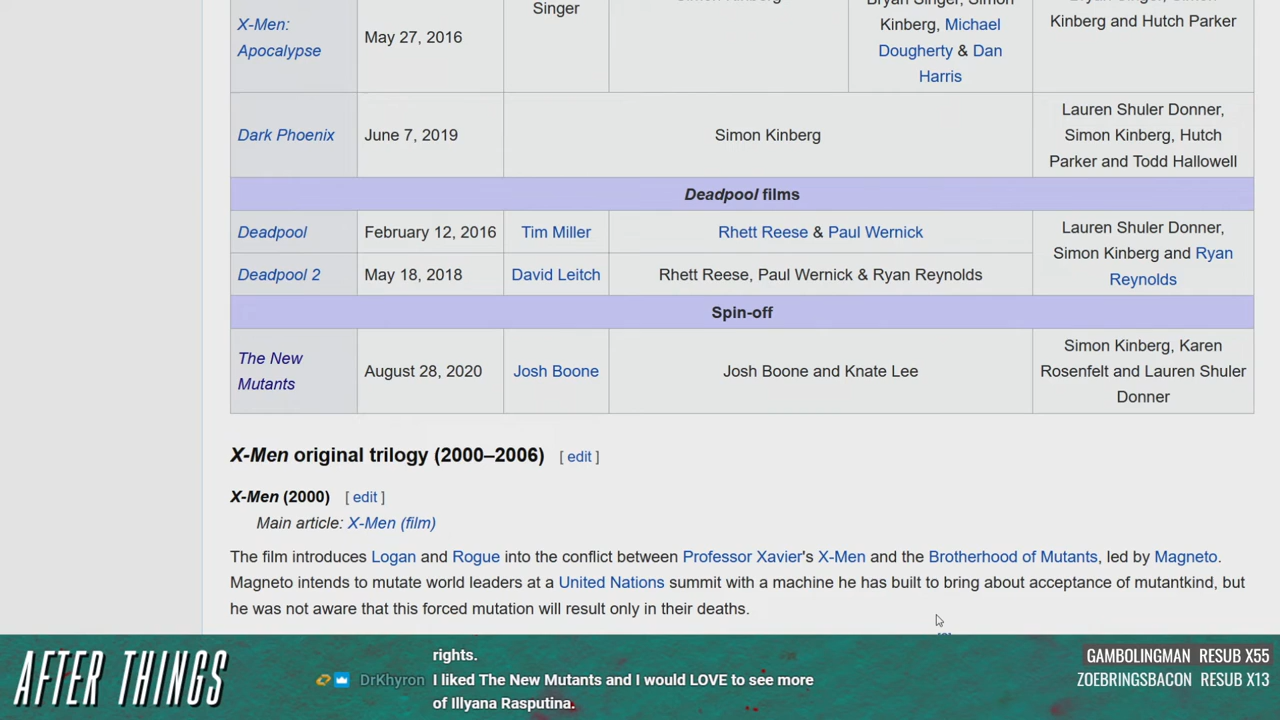 X-Men:
Apocalypse
May 27, 2016
Singer
Bryan Singer, Simon
Kinberg, Michael
Dougherty & Dan
Harris
Kinberg and Hutch Parker
Dark Phoenix
June 7, 2019
Simon Kinberg
Lauren Shuler Donner,
Simon Kinberg, Hutch
Parker and Todd Hallowell
Deadpool films
Deadpool
February 12, 2016
Tim Miller
Rhett Reese & Paul Wernick
Lauren Shuler Donner,
Simon Kinberg and Ryan
Reynolds
Deadpool 2
May 18, 2018
David Leitch
Rhett Reese, Paul Wernick & Ryan Reynolds
Spin-off
The New
Mutants
August 28, 2020
Josh Boone
Josh Boone and Knate Lee
Simon Kinberg, Karen
Rosenfelt and Lauren Shuler
Donner
X-Men original trilogy (2000–2006) [ edit ]
X-Men (2000) [ edit ]
Main article: X-Men (film)
The film introduces Logan and Rogue into the conflict between Professor Xavier's X-Men and the Brotherhood of Mutants, led by Magneto.
Magneto intends to mutate world leaders at a United Nations summit with a machine he has built to bring about acceptance of mutantkind, but
he was not aware that this forced mutation will result only in their deaths.
AFTER THINGS
rights.
DrKhyron I liked The New Mutants and I would LOVE to see more
of Illyana Rasputina.
GAMBOLINGMAN RESUB X55
ZOEBRINGSBACON RESUB X13